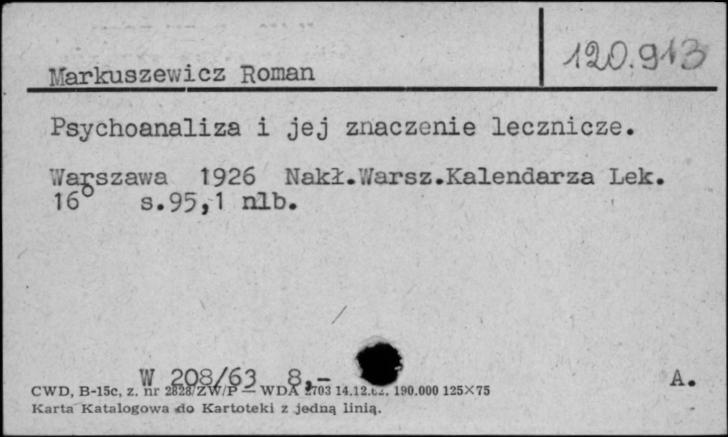 Markuszewicz Roman
120.913
Psychoanaliza i jej znaczenie lecznicze.
Warszawa 1926 Nakł.Warsz.Kalendarza Lek.
16° s.95,1 nlb.
W 208/63 8,-
A.
CWD, B-15c, z. nr 2828/ZW/P — WDA 2703 14.12.62. 190.000 125×75
Karta Katalogowa do Kartoteki z jedną linią.